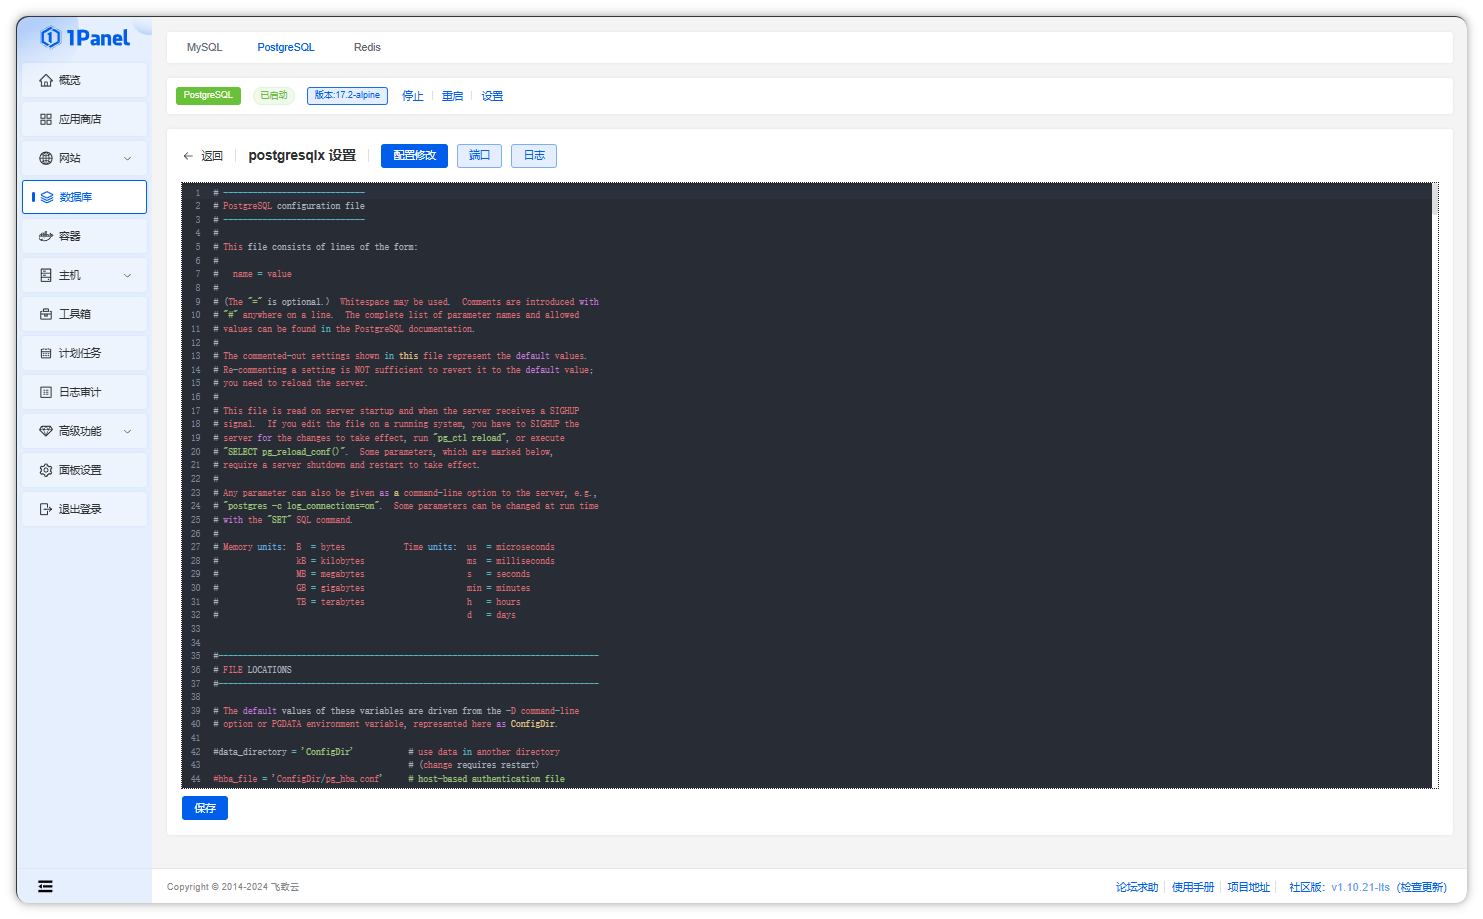 1Panel
概览
应用商店
网站
数据库
容器
主机
工具箱
计划任务
日志审计
高级功能
面板设置
退出登录
MySQL PostgreSQL Redis
PostgreSQL 已启动 版本:17.2-alpine 停止 重启 设置
返回 postgresqlx 设置 配置修改 端口 日志
1 # -----------------------------
2 # PostgreSQL configuration file
3 # -----------------------------
4 #
5 # This file consists of lines of the form:
6 #
7 #   name = value
8 #
9 # (The "=" is optional.)  Whitespace may be used.  Comments are introduced with
10 # "#" anywhere on a line.  The complete list of parameter names and allowed
11 # values can be found in the PostgreSQL documentation.
12 #
13 # The commented-out settings shown in this file represent the default values.
14 # Re-commenting a setting is NOT sufficient to revert it to the default value;
15 # you need to reload the server.
16 #
17 # This file is read on server startup and when the server receives a SIGHUP
18 # signal.  If you edit the file on a running system, you have to SIGHUP the
19 # server for the changes to take effect, run "pg_ctl reload", or execute
20 # "SELECT pg_reload_conf()".  Some parameters, which are marked below,
21 # require a server shutdown and restart to take effect.
22 #
23 # Any parameter can also be given as a command-line option to the server, e.g.,
24 # "postgres -c log_connections=on".  Some parameters can be changed at run time
25 # with the "SET" SQL command.
26 #
27 # Memory units:  B  = bytes            Time units:  us  = microseconds
28 #                kB = kilobytes                     ms  = milliseconds
29 #                MB = megabytes                     s   = seconds
30 #                GB = gigabytes                     min = minutes
31 #                TB = terabytes                     h   = hours
32 #                                                   d   = days
33
34
35 #------------------------------------------------------------------------------
36 # FILE LOCATIONS
37 #------------------------------------------------------------------------------
38
39 # The default values of these variables are driven from the -D command-line
40 # option or PGDATA environment variable, represented here as ConfigDir.
41
42 #data_directory = 'ConfigDir'           # use data in another directory
43                                         # (change requires restart)
44 #hba_file = 'ConfigDir/pg_hba.conf'     # host-based authentication file
保存
Copyright © 2014-2024 飞致云 论坛求助 使用手册 项目地址 社区版: v1.10.21-lts (检查更新)